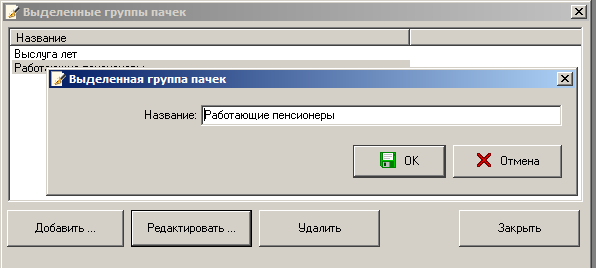 Выделенные группы пачек
Название
Выслуга лет
Работающие пенсионеры
Выделенная группа пачек
Название: Работающие пенсионеры
OK
Отмена
Добавить ...
Редактировать ...
Удалить
Закрыть